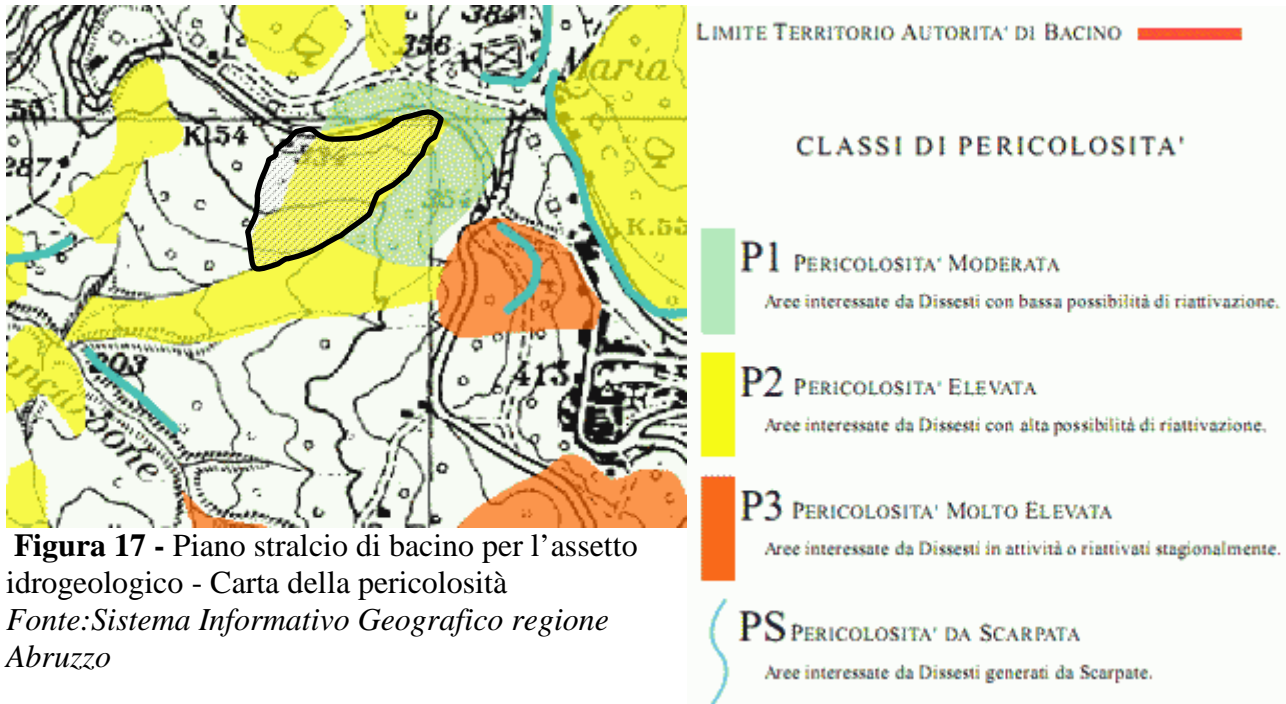 384
356
Maria
K.54
287
354
K.55
203
413
LIMITE TERRITORIO AUTORITA' DI BACINO
CLASSI DI PERICOLOSITA'
P1 PERICOLOSITA' MODERATA
Aree interessate da Dissesti con bassa possibilità di riattivazione.
P2 PERICOLOSITA' ELEVATA
Aree interessate da Dissesti con alta possibilità di riattivazione.
P3 PERICOLOSITA' MOLTO ELEVATA
Aree interessate da Dissesti in attività o riattivati stagionalmente.
PS PERICOLOSITA' DA SCARPATA
Aree interessate da Dissesti generati da Scarpate.
Figura 17 - Piano stralcio di bacino per l'assetto
idrogeologico - Carta della pericolosità
Fonte:Sistema Informativo Geografico regione
Abruzzo